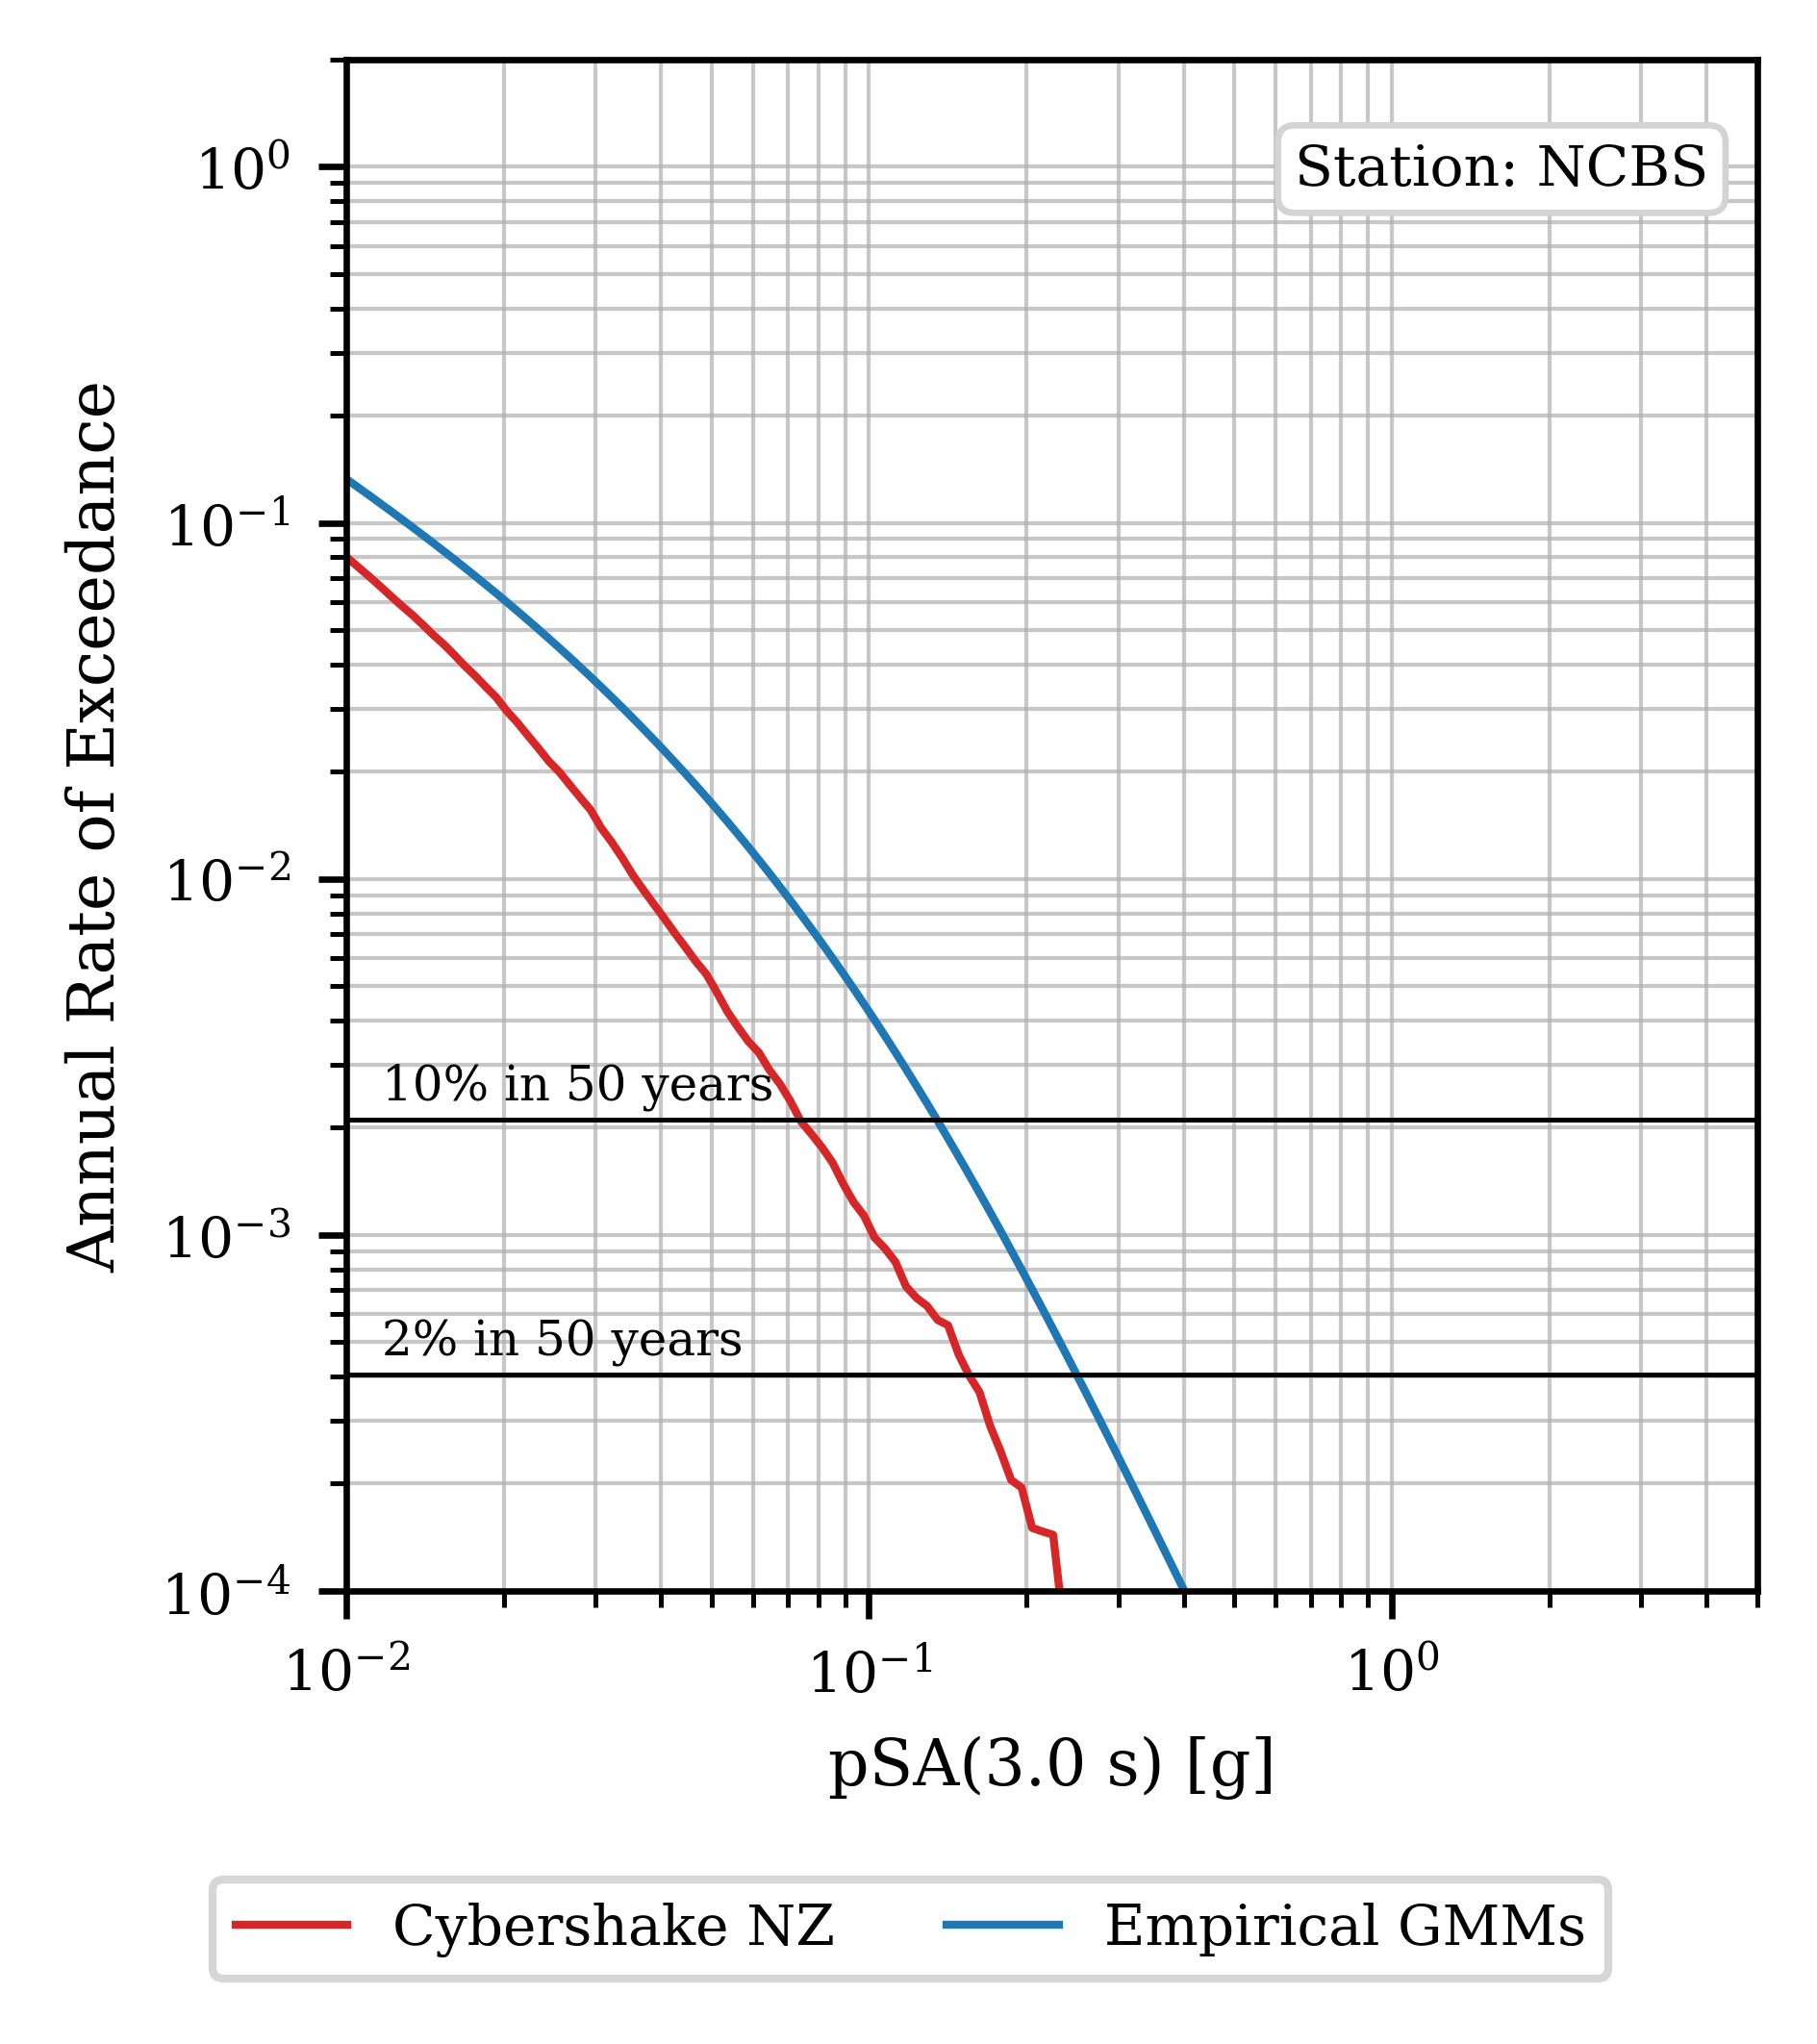 Station: NCBS
Annual Rate of Exceedance
10⁰
10⁻¹
10⁻²
10⁻³
10⁻⁴
10% in 50 years
2% in 50 years
10⁻² 10⁻¹ 10⁰
pSA(3.0 s) [g]
Cybershake NZ Empirical GMMs